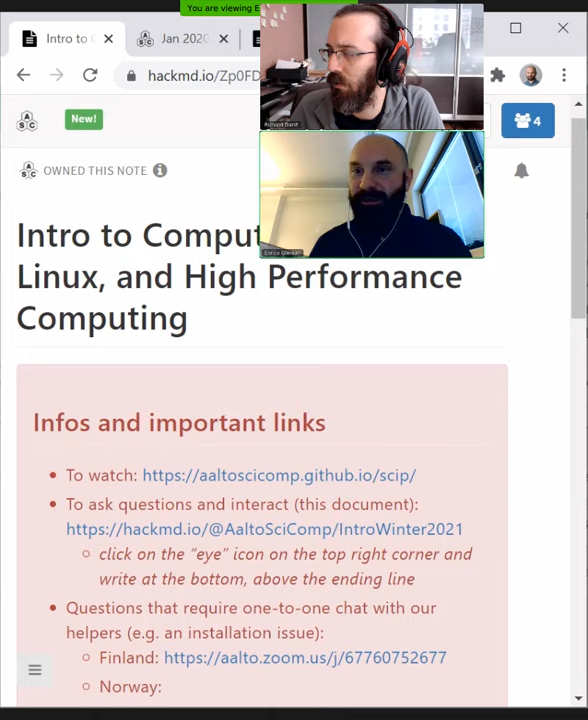 You are viewing E
Intro to C
Jan 2020
hackmd.io/Zp0FD
ASC
New!
4
OWNED THIS NOTE
Intro to Comput
Linux, and High Performance
Computing
Enrico Glerean
Infos and important links
To watch: https://aaltoscicomp.github.io/scip/
To ask questions and interact (this document):
https://hackmd.io/@AaltoSciComp/IntroWinter2021
click on the “eye” icon on the top right corner and
write at the bottom, above the ending line
Questions that require one-to-one chat with our
helpers (e.g. an installation issue):
Finland: https://aalto.zoom.us/j/67760752677
Norway: